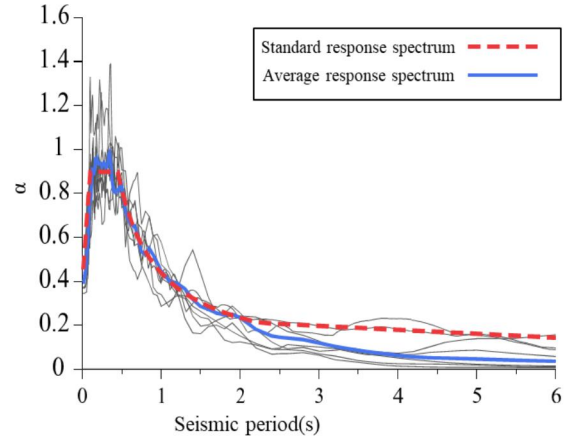 1.6
1.4
1.2
1
0.8
0.6
0.4
0.2
0
α
Standard response spectrum
Average response spectrum
0 1 2 3 4 5 6
Seismic period(s)